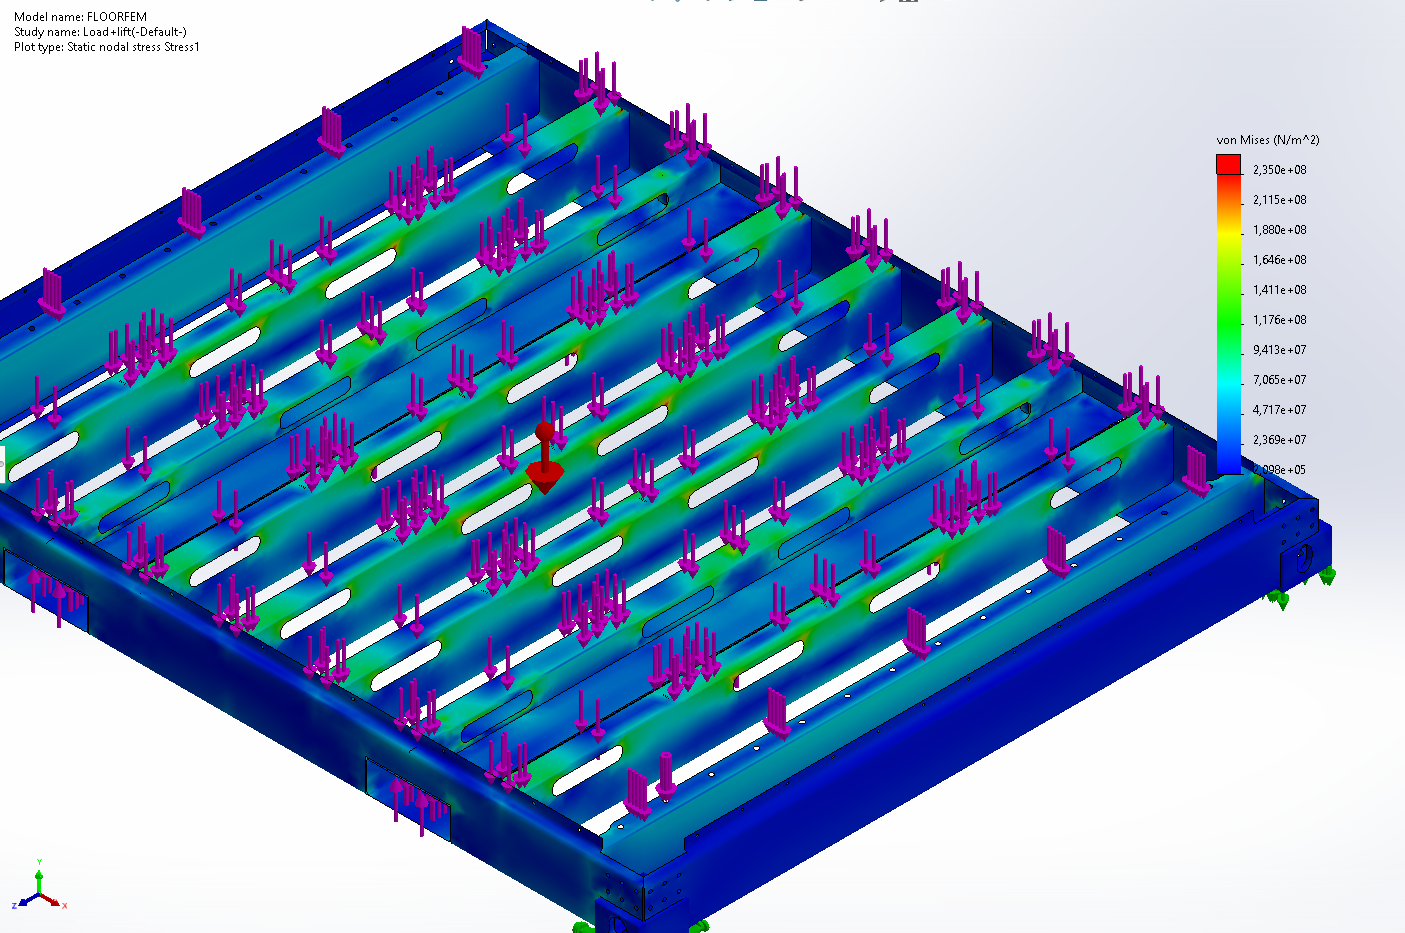 Model name: FLOORFEM
Study name: Load+lift(-Default-)
Plot type: Static nodal stress Stress1
von Mises (N/m^2)
2,350e+08
2,115e+08
1,880e+08
1,646e+08
1,411e+08
1,176e+08
9,413e+07
7,065e+07
4,717e+07
2,369e+07
2,098e+05
Y
Z
X